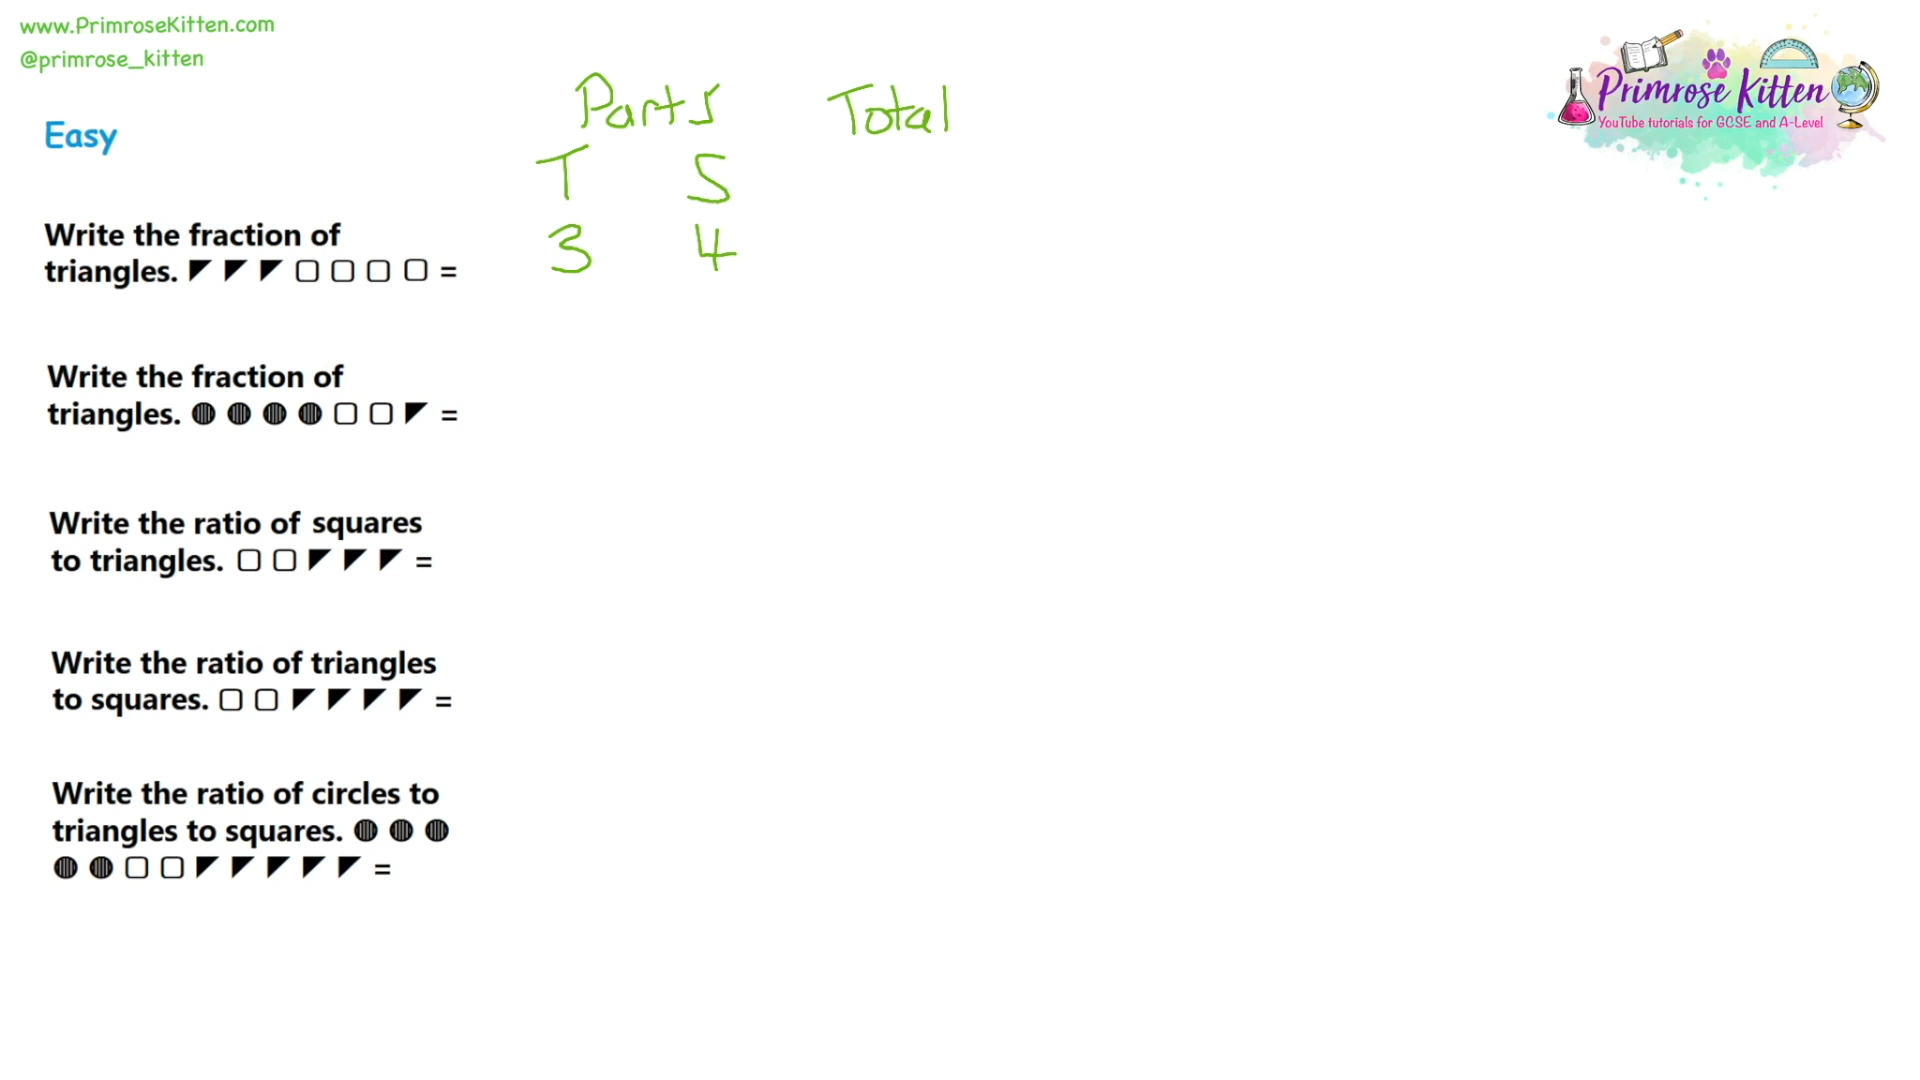 www.PrimroseKitten.com
@primrose_kitten
Primrose Kitten
YouTube tutorials for GCSE and A-Level
Parts Total
Easy
T S
3 4
Write the fraction of
triangles. =
Write the fraction of
triangles. =
Write the ratio of squares
to triangles. =
Write the ratio of triangles
to squares. =
Write the ratio of circles to
triangles to squares.
=